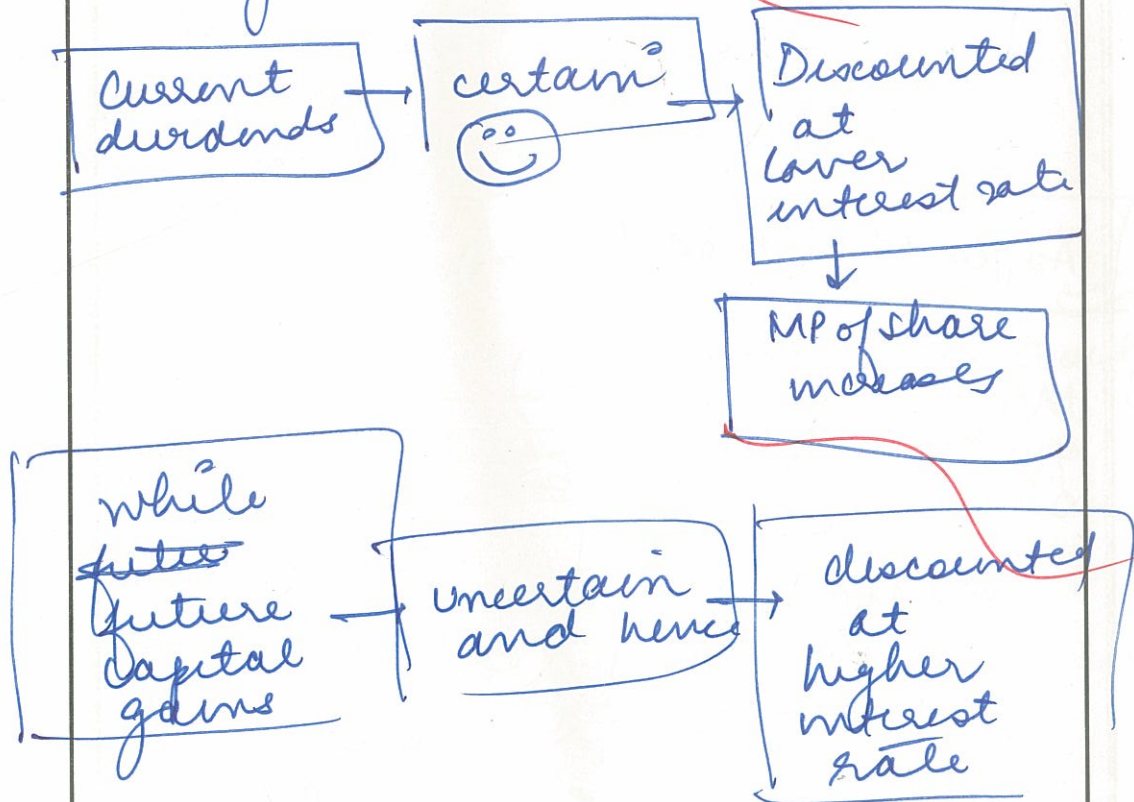 Current
dividends
certain
Discounted
at
lower
interest rate
MP of share
increases
while
future
future
capital
gains
uncertain
and hence
discounted
at
higher
interest
rate